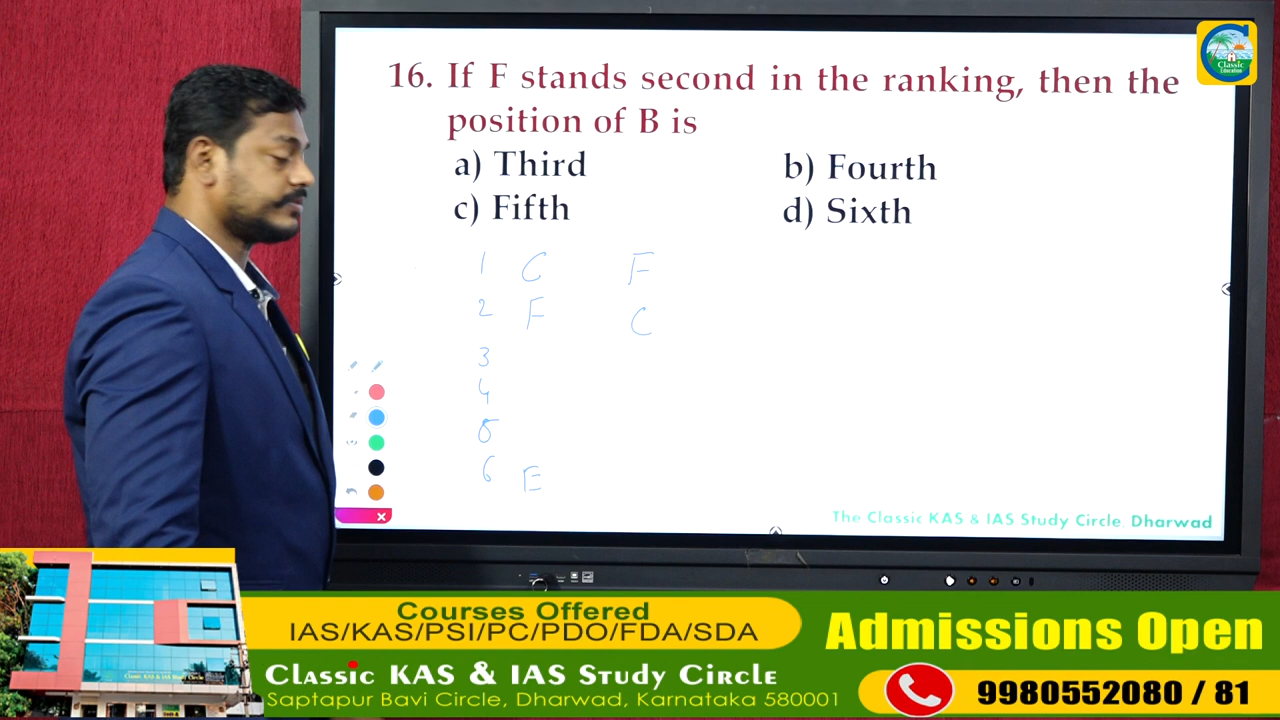 Classic
Education
16. If F stands second in the ranking, then the
position of B is
a) Third b) Fourth
c) Fifth d) Sixth
1 C F
2 F C
3
4
5
6 E
The Classic KAS & IAS Study Circle, Dharwad
Courses Offered
IAS/KAS/PSI/PC/PDO/FDA/SDA
Classic KAS & IAS Study Circle
Saptapur Bavi Circle, Dharwad, Karnataka 580001
Admissions Open
9980552080 / 81